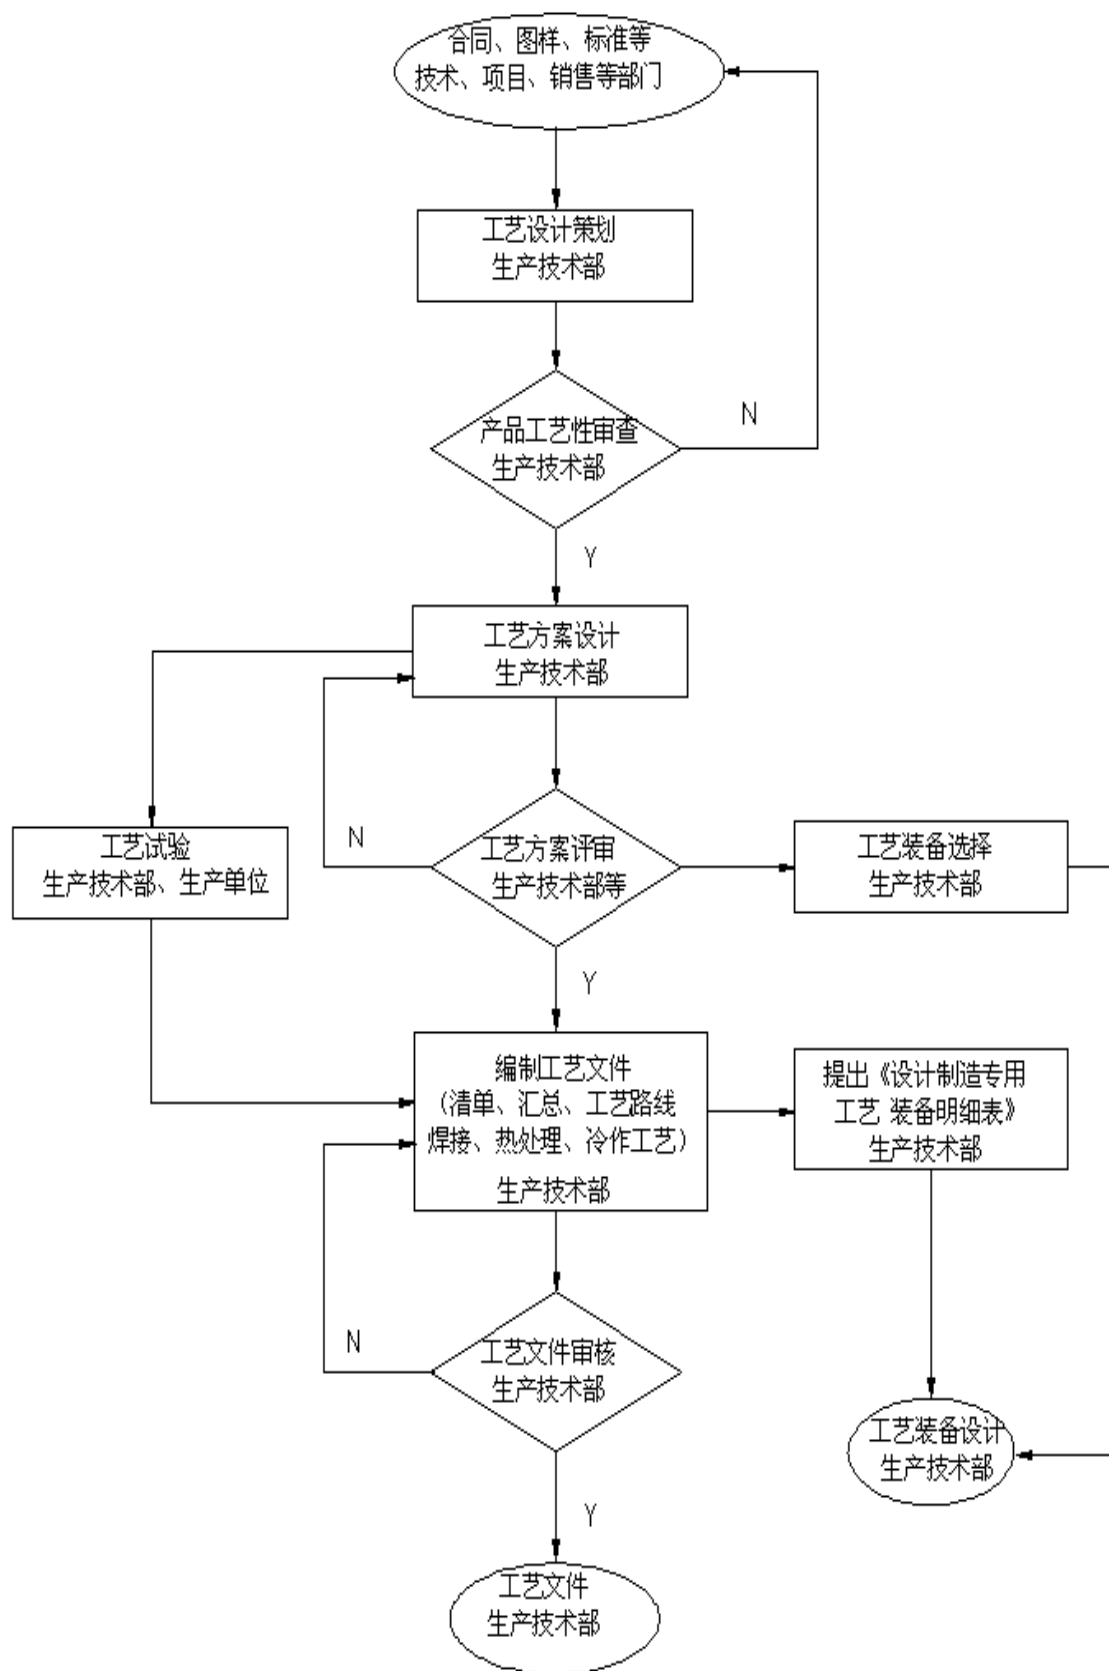 合同、图样、标准等
技术、项目、销售等部门
工艺设计策划
生产技术部
产品工艺性审查
生产技术部
N
Y
工艺方案设计
生产技术部
工艺试验
生产技术部、生产单位
N
工艺方案评审
生产技术部等
工艺装备选择
生产技术部
Y
编制工艺文件
（清单、汇总、工艺路线
焊接、热处理、冷作工艺）
生产技术部
提出《设计制造专用
工艺 装备明细表》
生产技术部
N
工艺文件审核
生产技术部
工艺装备设计
生产技术部
Y
工艺文件
生产技术部